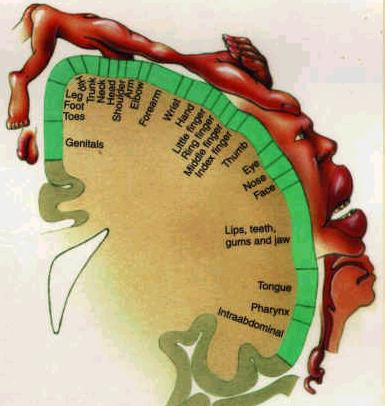 Leg
Foot
Toes
Genitals
Hip
Trunk
Neck
Head
Shoulder
Arm
Elbow
Forearm
Wrist
Hand
Little finger
Ring finger
Middle finger
Index finger
Thumb
Eye
Nose
Face
Lips, teeth,
gums and jaw
Tongue
Pharynx
Intraabdominal